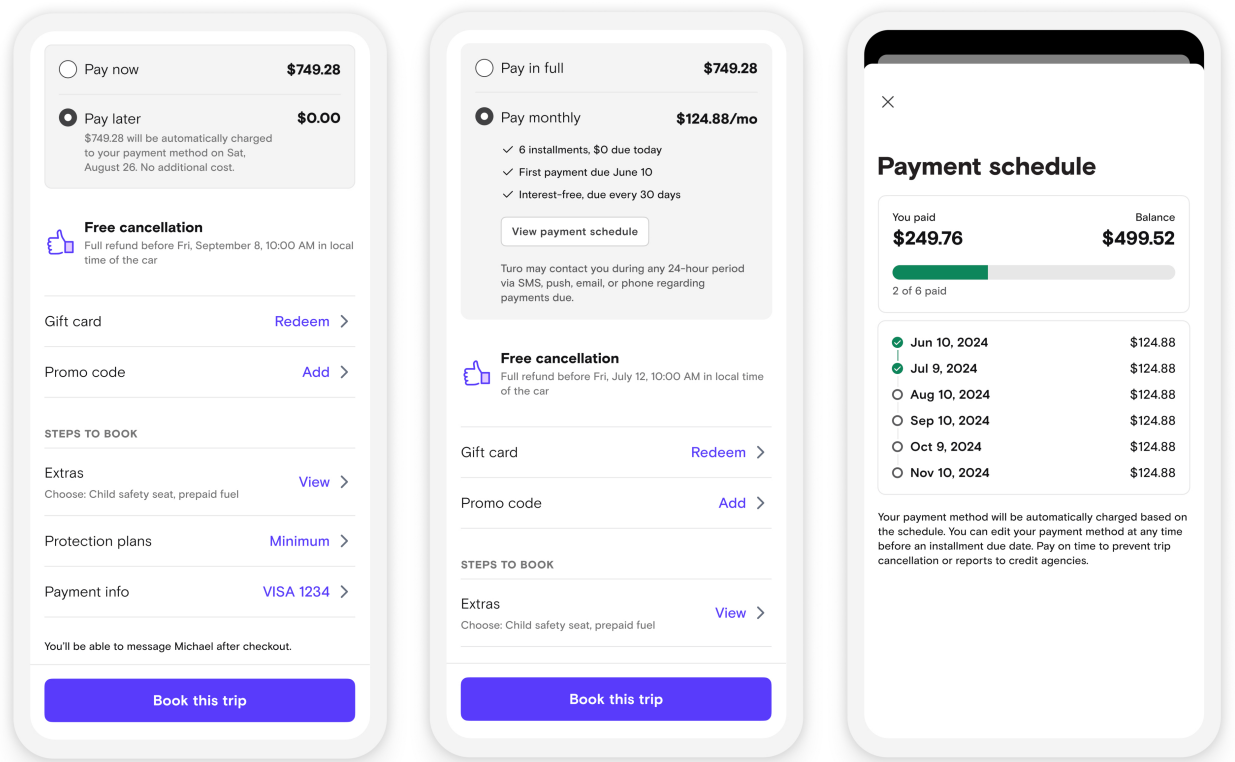 Pay now $749.28
Pay later $0.00
$749.28 will be automatically charged
to your payment method on Sat,
August 26. No additional cost.
Free cancellation
Full refund before Fri, September 8, 10:00 AM in local
time of the car
Gift card Redeem
Promo code Add
STEPS TO BOOK
Extras
View
Choose: Child safety seat, prepaid fuel
Protection plans Minimum
Payment info VISA 1234
You'll be able to message Michael after checkout.
Book this trip
Pay in full $749.28
Pay monthly $124.88/mo
6 installments, $0 due today
First payment due June 10
Interest-free, due every 30 days
View payment schedule
Turo may contact you during any 24-hour period
via SMS, push, email, or phone regarding
payments due.
Free cancellation
Full refund before Fri, July 12, 10:00 AM in local time
of the car
Gift card Redeem
Promo code Add
STEPS TO BOOK
Extras
View
Choose: Child safety seat, prepaid fuel
Book this trip
Payment schedule
You paid Balance
$249.76 $499.52
2 of 6 paid
Jun 10, 2024 $124.88
Jul 9, 2024 $124.88
Aug 10, 2024 $124.88
Sep 10, 2024 $124.88
Oct 9, 2024 $124.88
Nov 10, 2024 $124.88
Your payment method will be automatically charged based on
the schedule. You can edit your payment method at any time
before an installment due date. Pay on time to prevent trip
cancellation or reports to credit agencies.